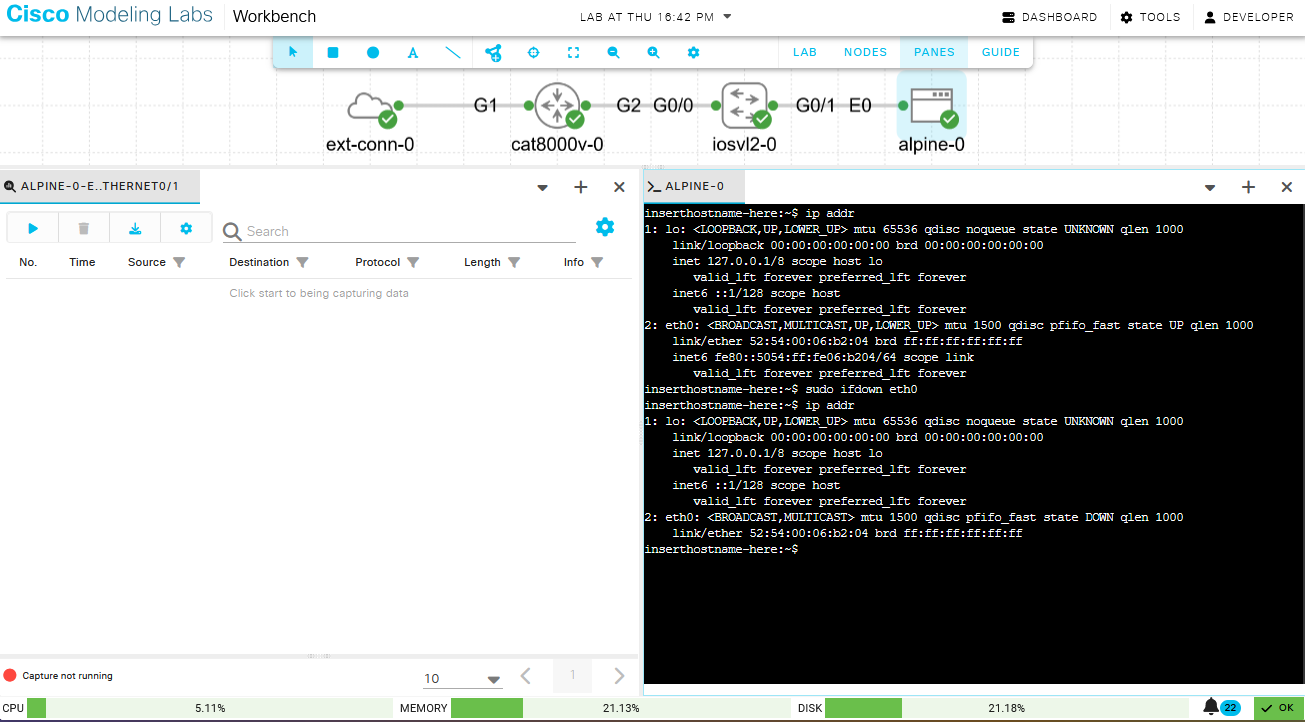 Cisco Modeling Labs Workbench LAB AT THU 16:42 PM DASHBOARD TOOLS DEVELOPER
A LAB NODES PANES GUIDE
G1 G2 G0/0 G0/1 E0
ext-conn-0 cat8000v-0 iosvl2-0 alpine-0
ALPINE-0-E..THERNET0/1
Search
No. Time Source Destination Protocol Length Info
Click start to being capturing data
Capture not running 10 1
>_ ALPINE-0
inserthostname-here:~$ ip addr
1: lo: <LOOPBACK,UP,LOWER_UP> mtu 65536 qdisc noqueue state UNKNOWN qlen 1000
    link/loopback 00:00:00:00:00:00 brd 00:00:00:00:00:00
    inet 127.0.0.1/8 scope host lo
       valid_lft forever preferred_lft forever
    inet6 ::1/128 scope host
       valid_lft forever preferred_lft forever
2: eth0: <BROADCAST,MULTICAST,UP,LOWER_UP> mtu 1500 qdisc pfifo_fast state UP qlen 1000
    link/ether 52:54:00:06:b2:04 brd ff:ff:ff:ff:ff:ff
    inet6 fe80::5054:ff:fe06:b204/64 scope link
       valid_lft forever preferred_lft forever
inserthostname-here:~$ sudo ifdown eth0
inserthostname-here:~$ ip addr
1: lo: <LOOPBACK,UP,LOWER_UP> mtu 65536 qdisc noqueue state UNKNOWN qlen 1000
    link/loopback 00:00:00:00:00:00 brd 00:00:00:00:00:00
    inet 127.0.0.1/8 scope host lo
       valid_lft forever preferred_lft forever
    inet6 ::1/128 scope host
       valid_lft forever preferred_lft forever
2: eth0: <BROADCAST,MULTICAST> mtu 1500 qdisc pfifo_fast state DOWN qlen 1000
    link/ether 52:54:00:06:b2:04 brd ff:ff:ff:ff:ff:ff
inserthostname-here:~$
CPU 5.11% MEMORY 21.13% DISK 21.18% 22 OK